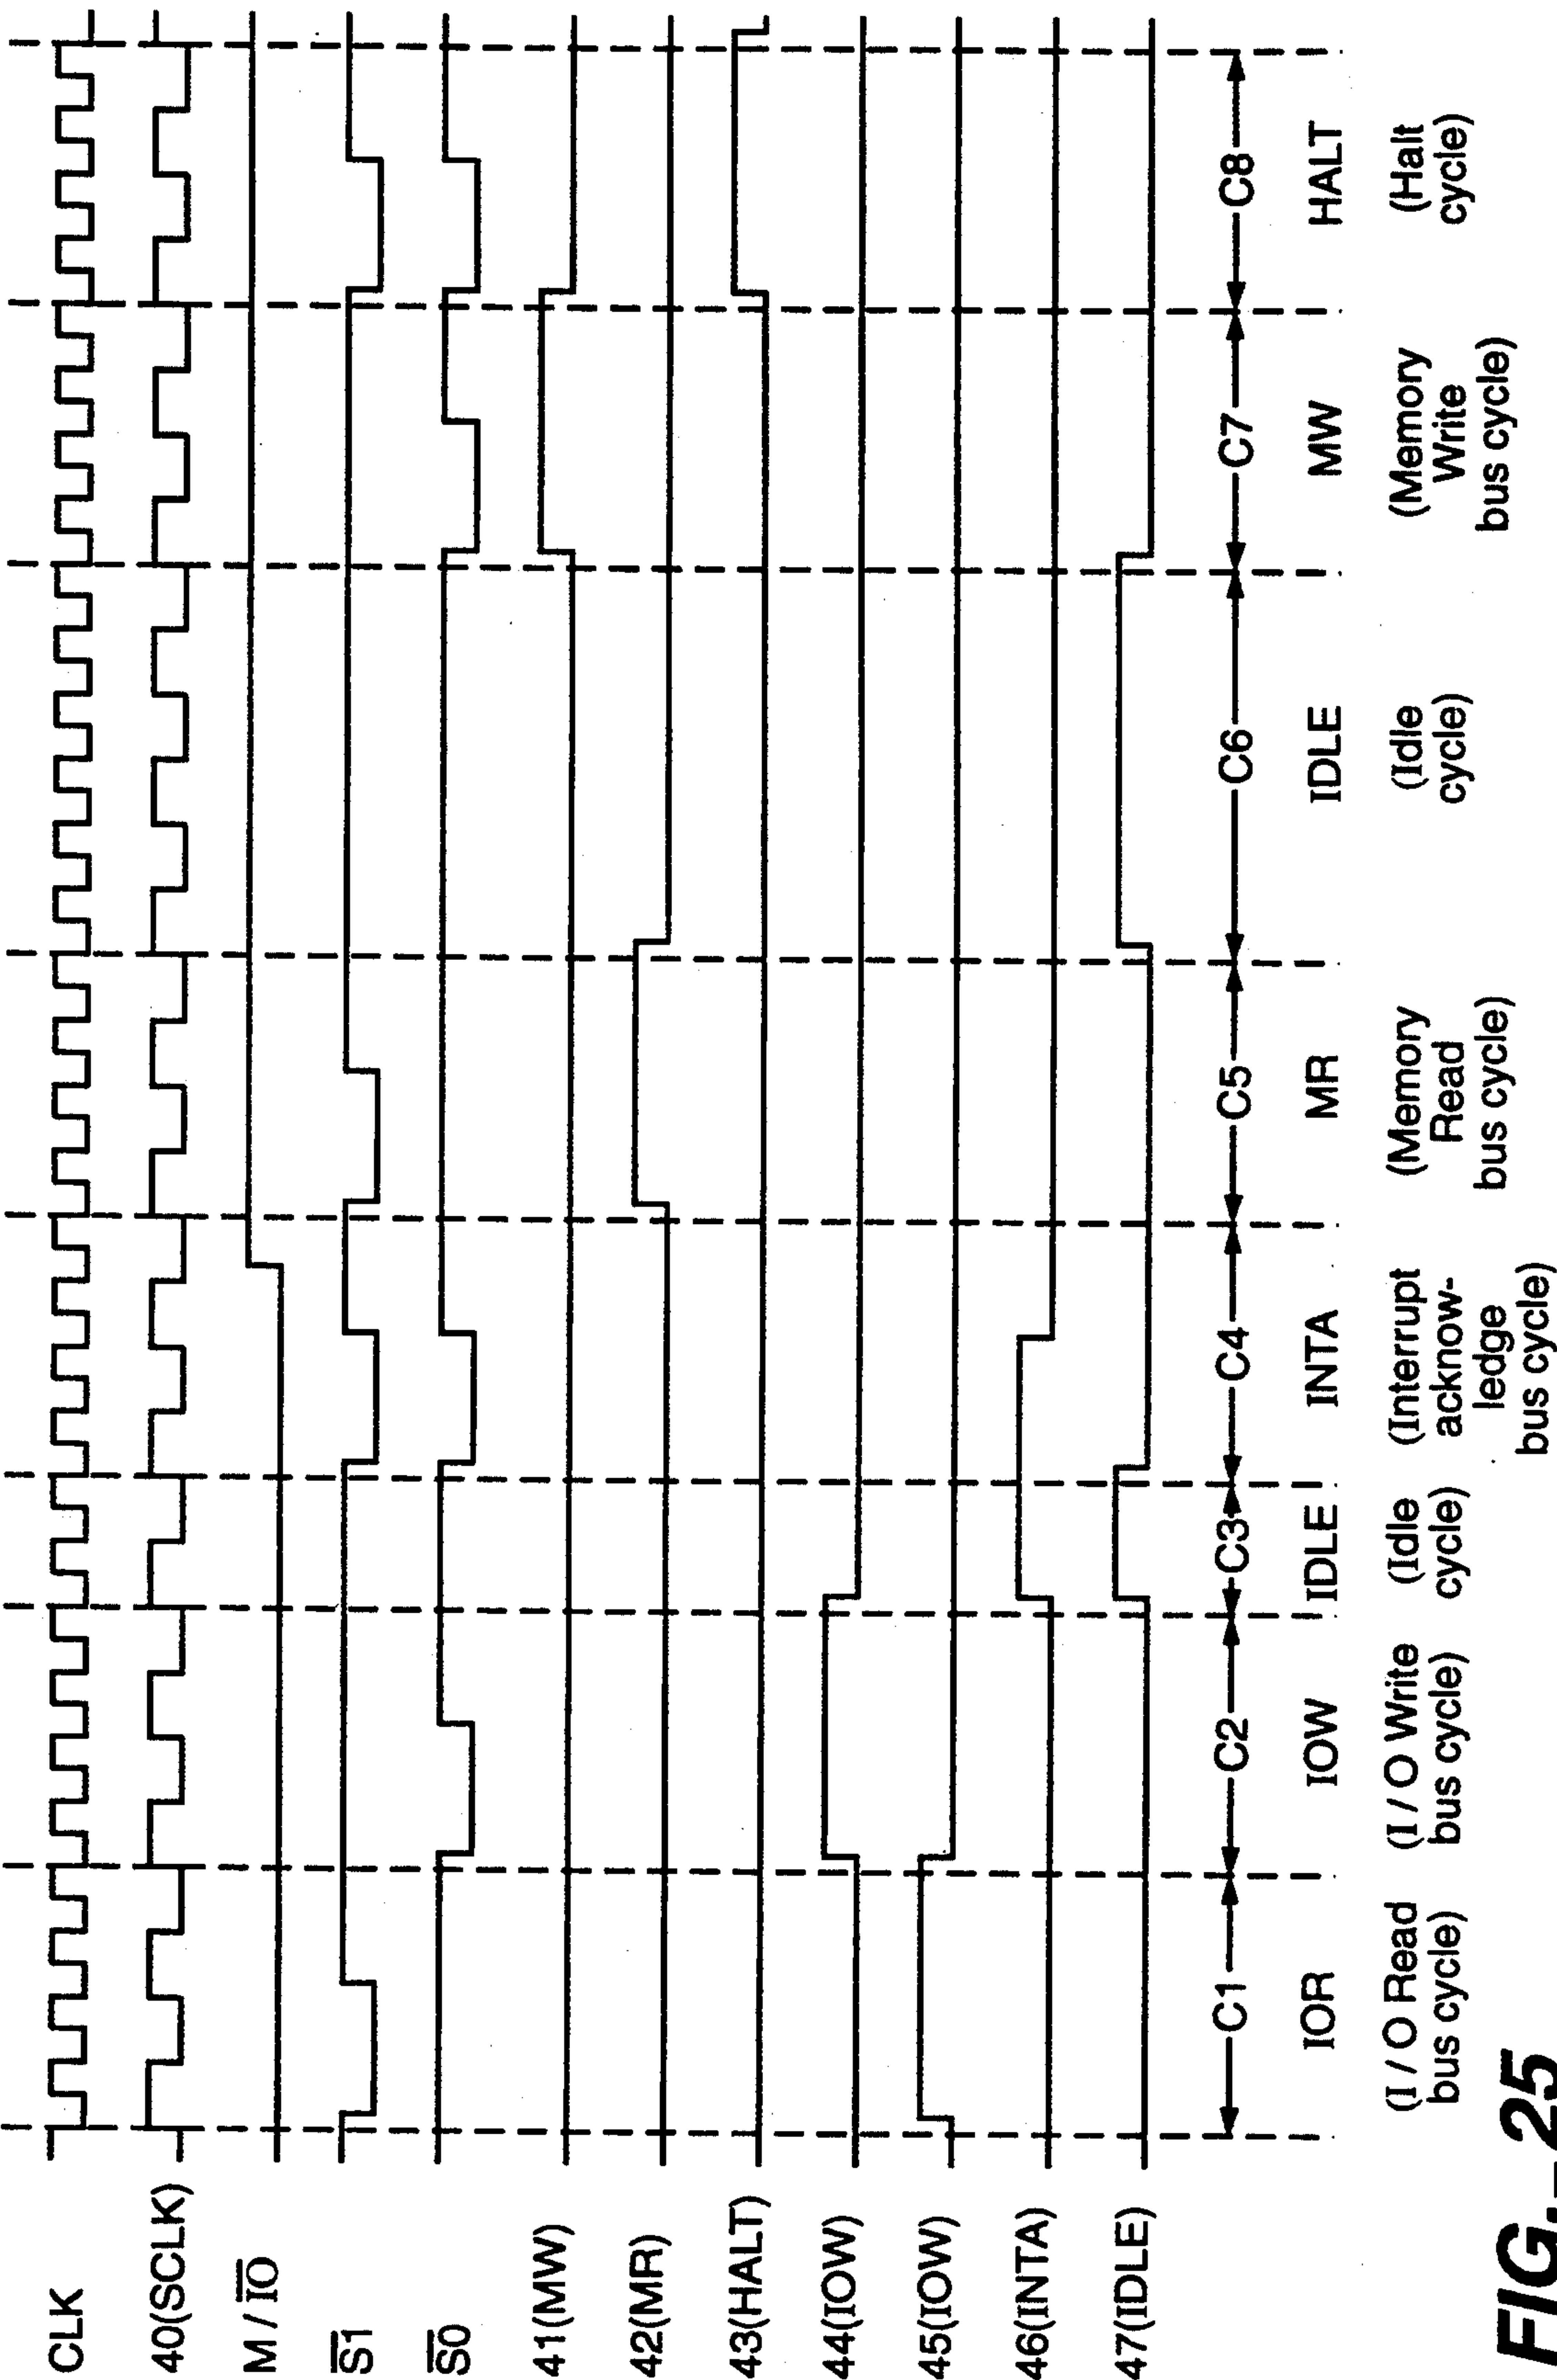 CLK
40(SCLK)
M / I̅O̅
S̅1̅
S̅0̅
41(MW)
42(MR)
43(HALT)
44(IOW)
45(IOW)
46(INTA)
47(IDLE)
C1 C2 C3 C4 C5 C6 C7 C8
IOR IOW IDLE INTA MR IDLE MW HALT
(I / O Read
bus cycle)
(I / O Write
bus cycle)
(Idle
cycle)
(Interrupt
acknow-
ledge
bus cycle)
(Memory
Read
bus cycle)
(Idle
cycle)
(Memory
Write
bus cycle)
(Halt
cycle)
FIG._25